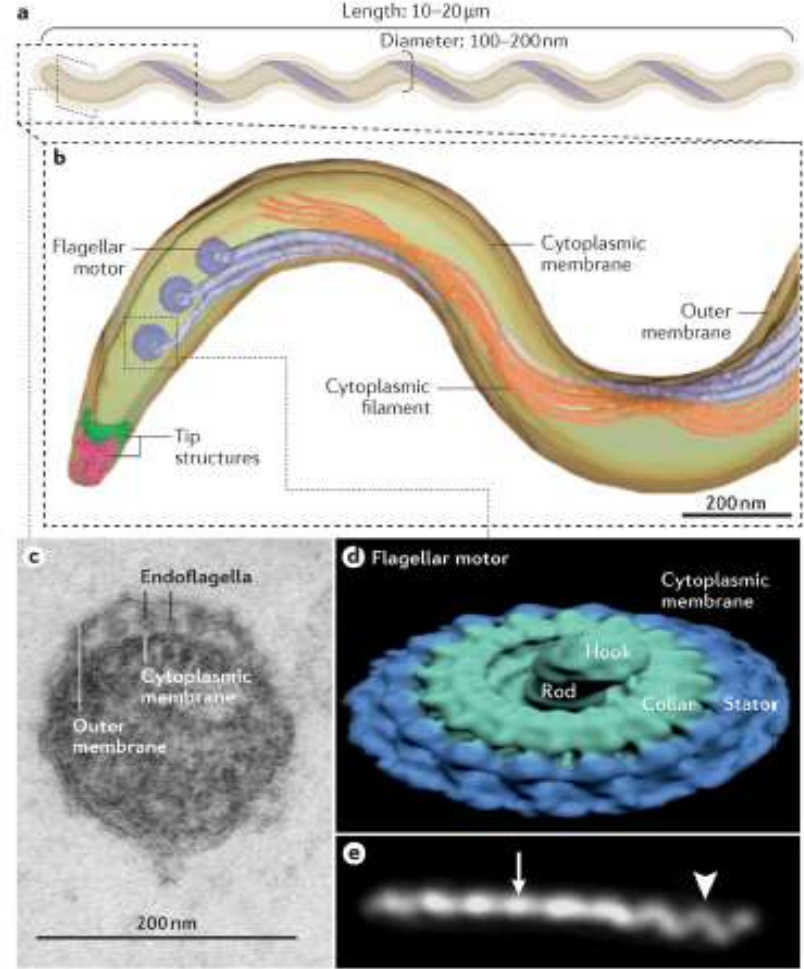 a
Length: 10–20 μm
Diameter: 100–200 nm
b
Flagellar
motor
Cytoplasmic
membrane
Outer
membrane
Cytoplasmic
filament
Tip
structures
200 nm
c
Endoflagella
Cytoplasmic
membrane
Outer
membrane
200 nm
d Flagellar motor
Cytoplasmic
membrane
Hook
Rod
Collar
Stator
e